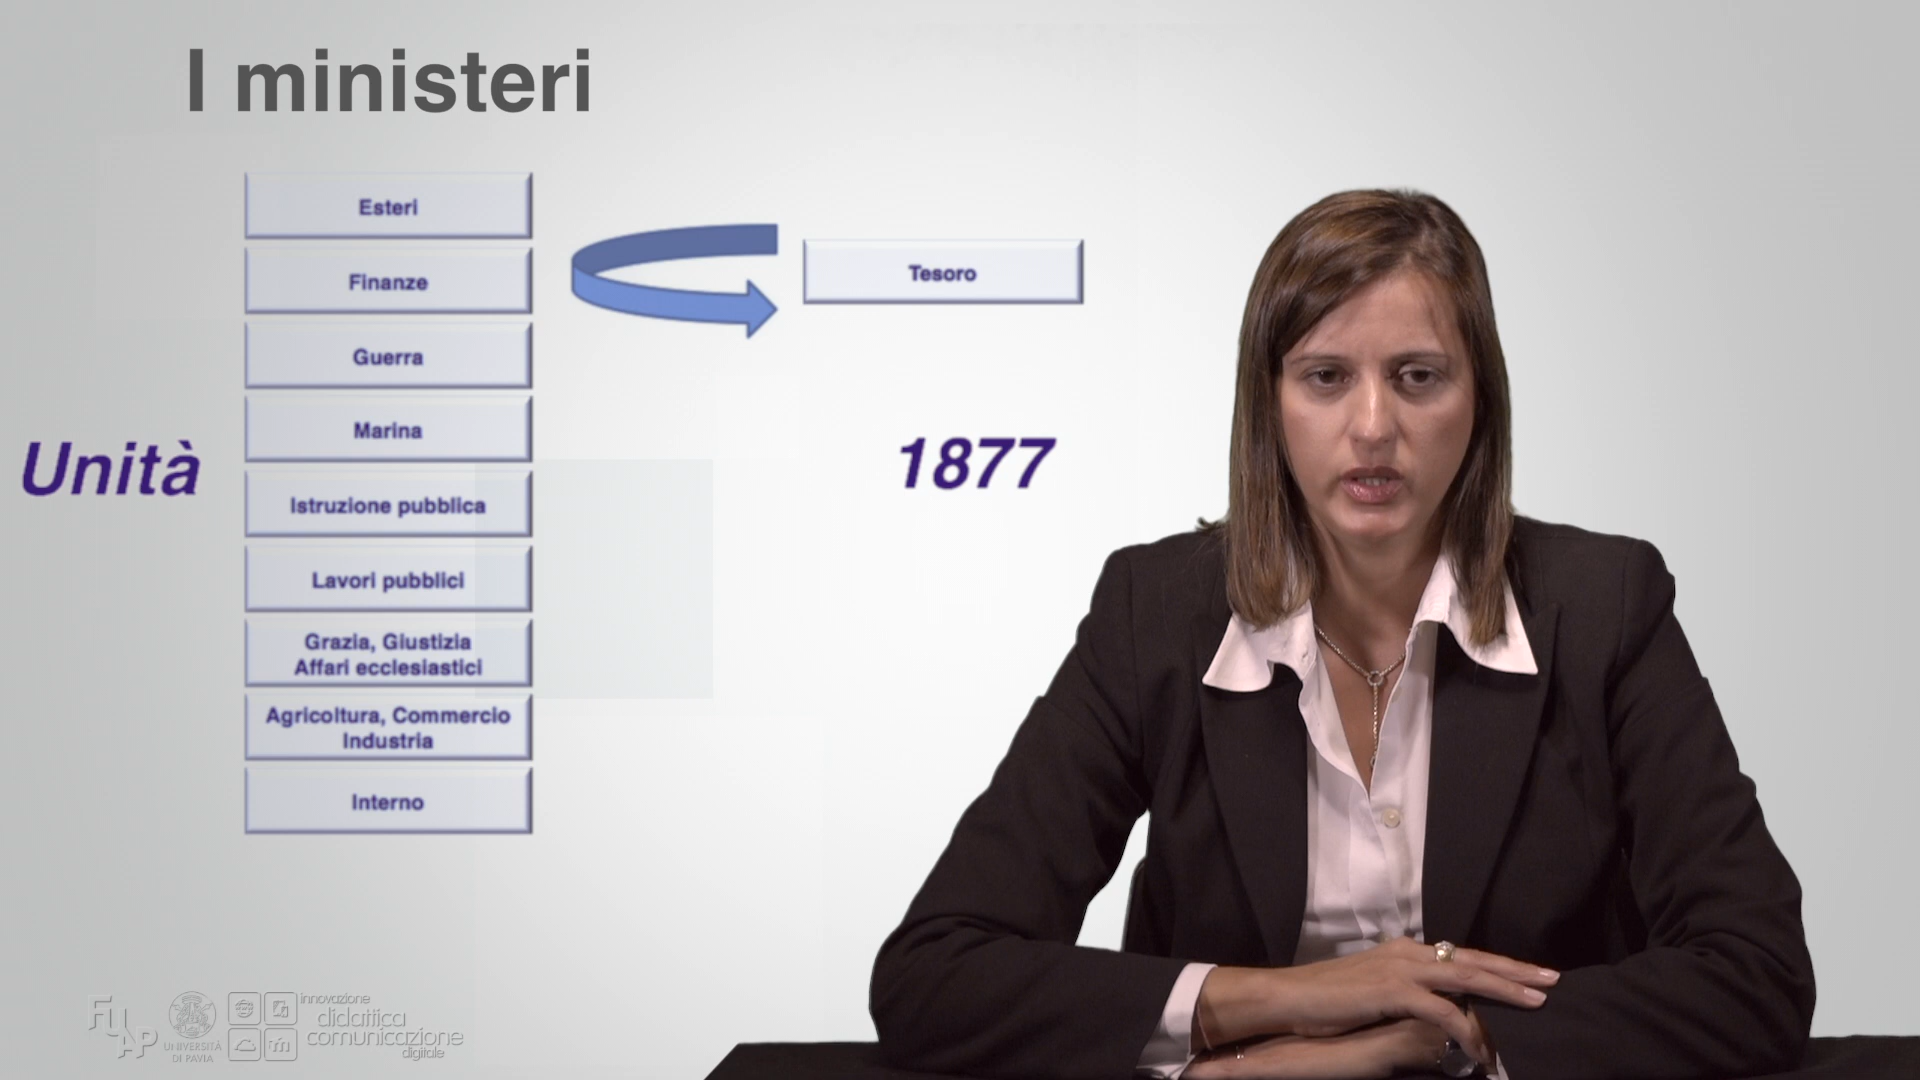 I ministeri
Esteri
Finanze
Tesoro
Guerra
Marina
Unità
1877
Istruzione pubblica
Lavori pubblici
Grazia, Giustizia
Affari ecclesiastici
Agricoltura, Commercio
Industria
Interno
UNIVERSITÀ
DI PAVIA
innovazione
didattica
comunicazione
digitale